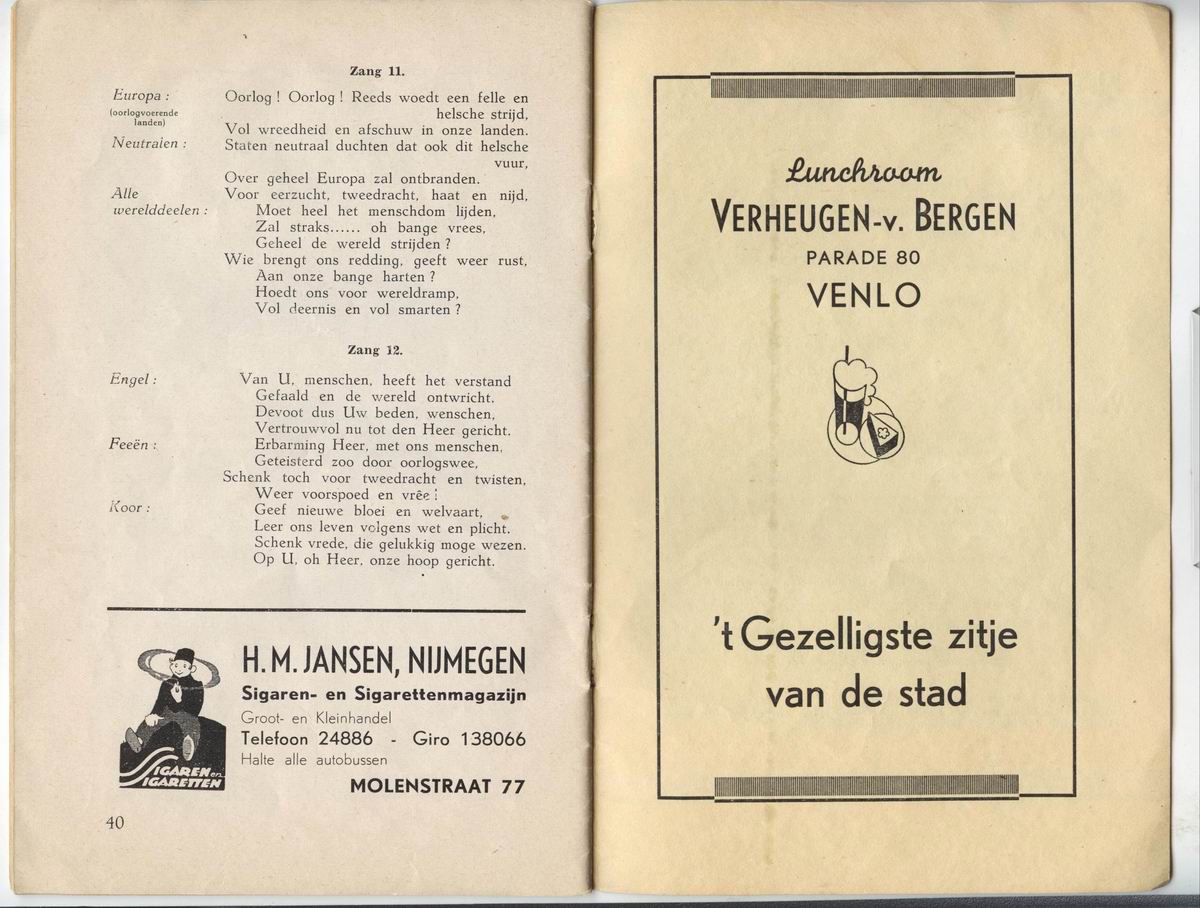 Zang 11.
Europa : Oorlog ! Oorlog ! Reeds woedt een felle en
(oorlogvoerende landen) helsche strijd,
Vol wreedheid en afschuw in onze landen.
Neutralen : Staten neutraal duchten dat ook dit helsche
vuur,
Over geheel Europa zal ontbranden.
Alle Voor eerzucht, tweedracht, haat en nijd,
werelddeelen : Moet heel het menschdom lijden,
Zal straks...... oh bange vrees,
Geheel de wereld strijden ?
Wie brengt ons redding, geeft weer rust,
Aan onze bange harten ?
Hoedt ons voor wereldramp,
Vol deernis en vol smarten ?
Zang 12.
Engel : Van U, menschen, heeft het verstand
Gefaald en de wereld ontwricht.
Devoot dus Uw beden, wenschen,
Vertrouwvol nu tot den Heer gericht.
Feeën : Erbarming Heer, met ons menschen,
Geteisterd zoo door oorlogswee,
Schenk toch voor tweedracht en twisten,
Weer voorspoed en vrêe !
Koor : Geef nieuwe bloei en welvaart,
Leer ons leven volgens wet en plicht.
Schenk vrede, die gelukkig moge wezen.
Op U, oh Heer, onze hoop gericht.
H. M. JANSEN, NIJMEGEN
Sigaren- en Sigarettenmagazijn
Groot- en Kleinhandel
Telefoon 24886 - Giro 138066
Halte alle autobussen
MOLENSTRAAT 77
SIGAREN en
SIGARETTEN
40
Lunchroom
VERHEUGEN-v. BERGEN
PARADE 80
VENLO
't Gezelligste zitje
van de stad